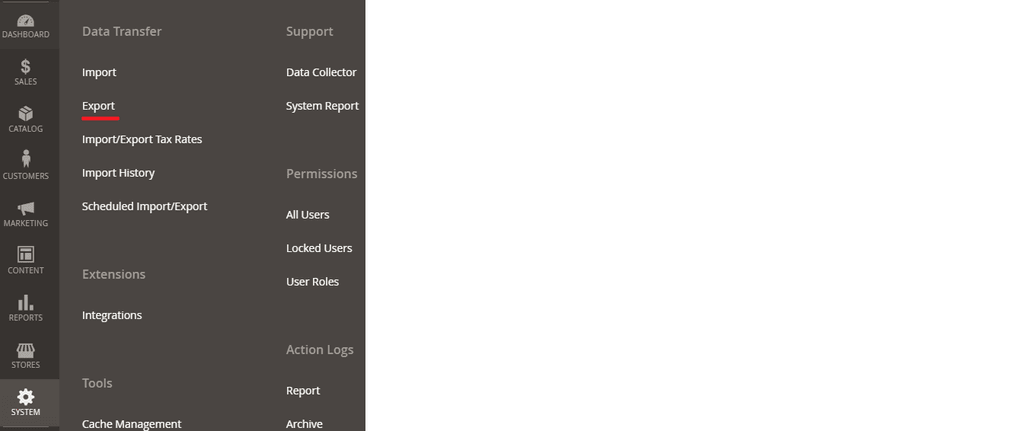 DASHBOARD
SALES
CATALOG
CUSTOMERS
MARKETING
CONTENT
REPORTS
STORES
SYSTEM
Data Transfer
Import
Export
Import/Export Tax Rates
Import History
Scheduled Import/Export
Extensions
Integrations
Tools
Cache Management
Support
Data Collector
System Report
Permissions
All Users
Locked Users
User Roles
Action Logs
Report
Archive